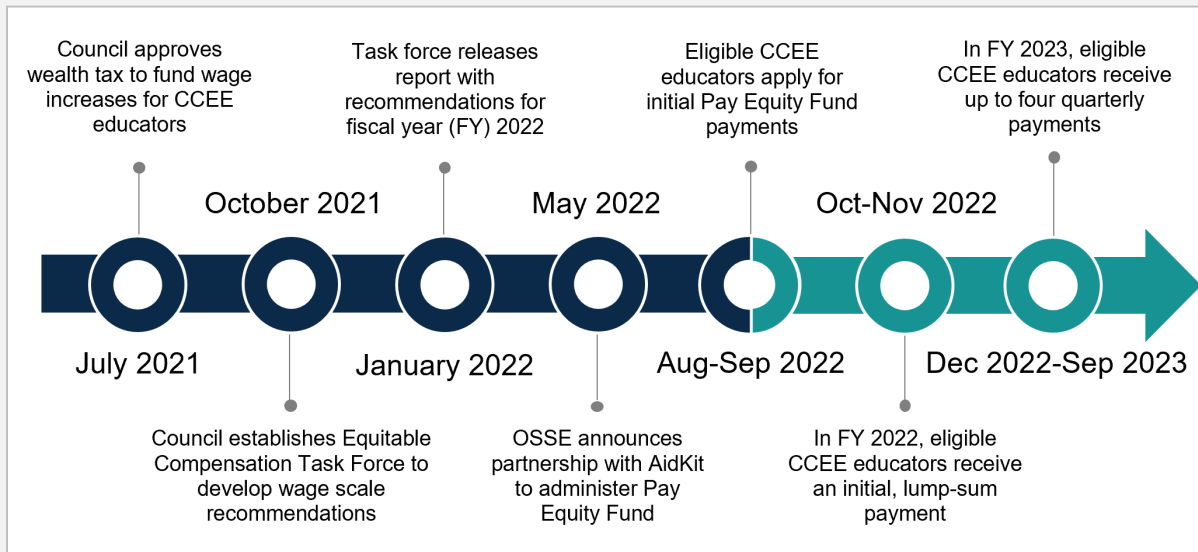 Council approves
wealth tax to fund wage
increases for CCEE
educators
Task force releases
report with
recommendations for
fiscal year (FY) 2022
Eligible CCEE
educators apply for
initial Pay Equity Fund
payments
In FY 2023, eligible
CCEE educators receive
up to four quarterly
payments
October 2021
May 2022
Oct-Nov 2022
July 2021
January 2022
Aug-Sep 2022
Dec 2022-Sep 2023
Council establishes Equitable
Compensation Task Force to
develop wage scale
recommendations
OSSE announces
partnership with AidKit
to administer Pay
Equity Fund
In FY 2022, eligible
CCEE educators receive
an initial, lump-sum
payment